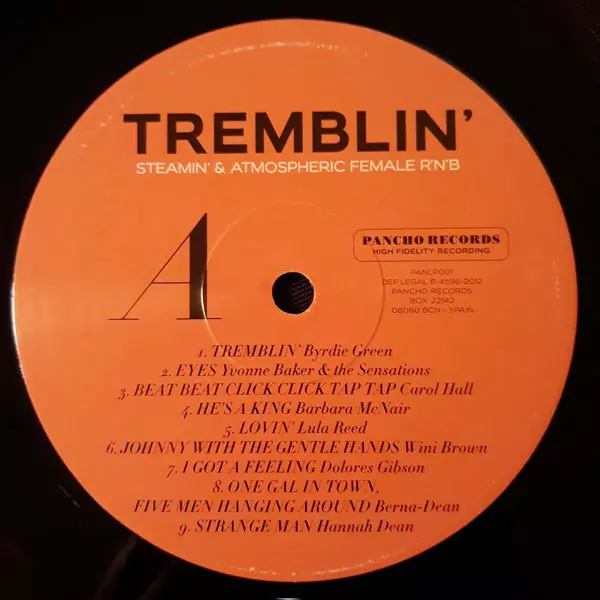 TREMBLIN'
STEAMIN' & ATMOSPHERIC FEMALE R'N'B
A
PANCHO RECORDS
HIGH FIDELITY RECORDING
PANLP001
DEP.LEGAL B-4596-2012
PANCHO RECORDS
BOX 22142
08080 BCN - SPAIN
1. TREMBLIN' Byrdie Green
2. EYES Yvonne Baker & the Sensations
3. BEAT BEAT CLICK CLICK TAP TAP Carol Hall
4. HE'S A KING Barbara McNair
5. LOVIN' Lula Reed
6. JOHNNY WITH THE GENTLE HANDS Wini Brown
7. I GOT A FEELING Dolores Gibson
8. ONE GAL IN TOWN,
FIVE MEN HANGING AROUND Berna-Dean
9. STRANGE MAN Hannah Dean